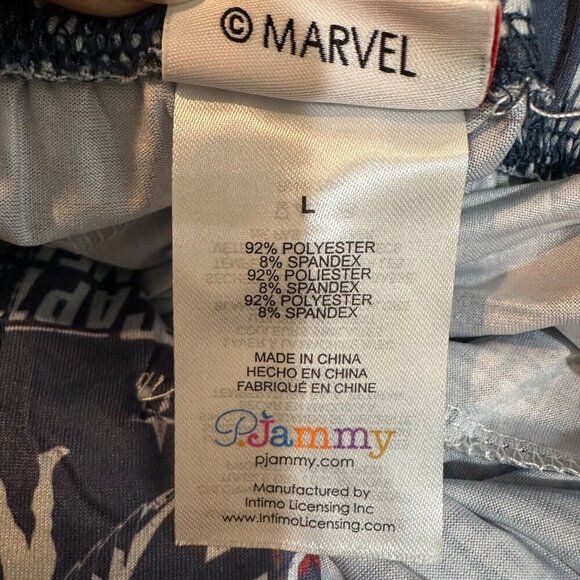 © MARVEL
L
92% POLYESTER
8% SPANDEX
92% POLIESTER
8% SPANDEX
92% POLYESTER
8% SPANDEX
MADE IN CHINA
HECHO EN CHINA
FABRIQUÉ EN CHINE
P.Jammy
pjammy.com
Manufactured by
Intimo Licensing Inc
www.IntimoLicensing.com